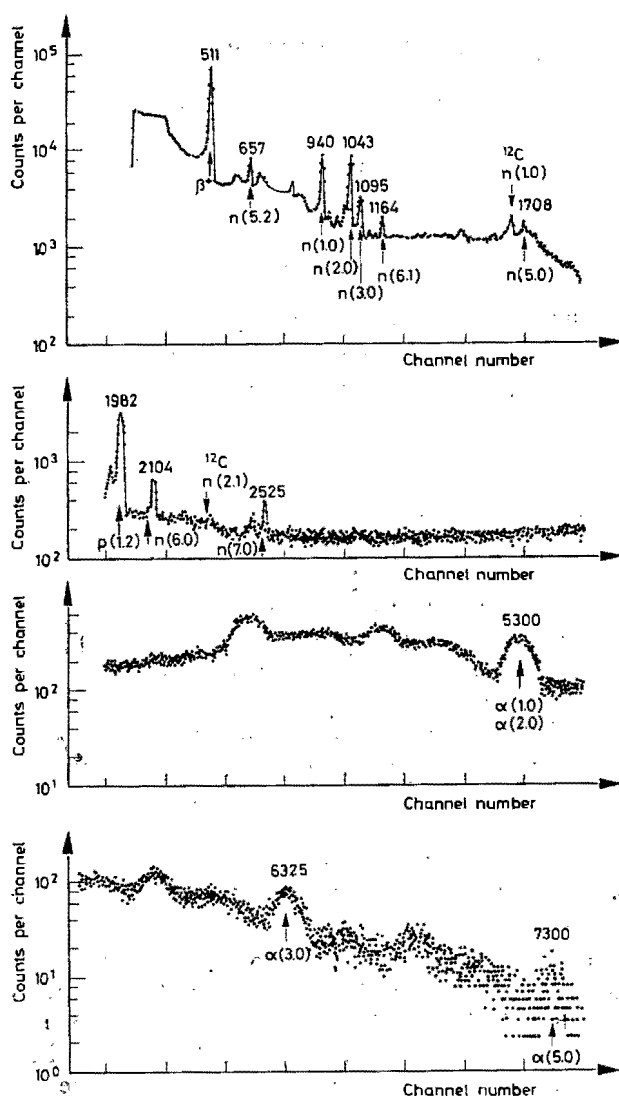 Counts per channel
10⁵
10⁴
10³
10²
511
657
940
1043
1095
1164
¹²C
n(1.0)
1708
β⁺
n(5.2)
n(1.0)
n(2.0)
n(3.0)
n(6.1)
n(5.0)
Channel number
Counts per channel
10³
10²
1982
2104
¹²C
n(2.1)
2525
p(1.2)
n(6.0)
n(7.0)
Channel number
Counts per channel
10²
10¹
5300
α(1.0)
α(2.0)
Channel number
Counts per channel
10²
10¹
1
10⁰
6325
7300
α(3.0)
α(5.0)
Channel number